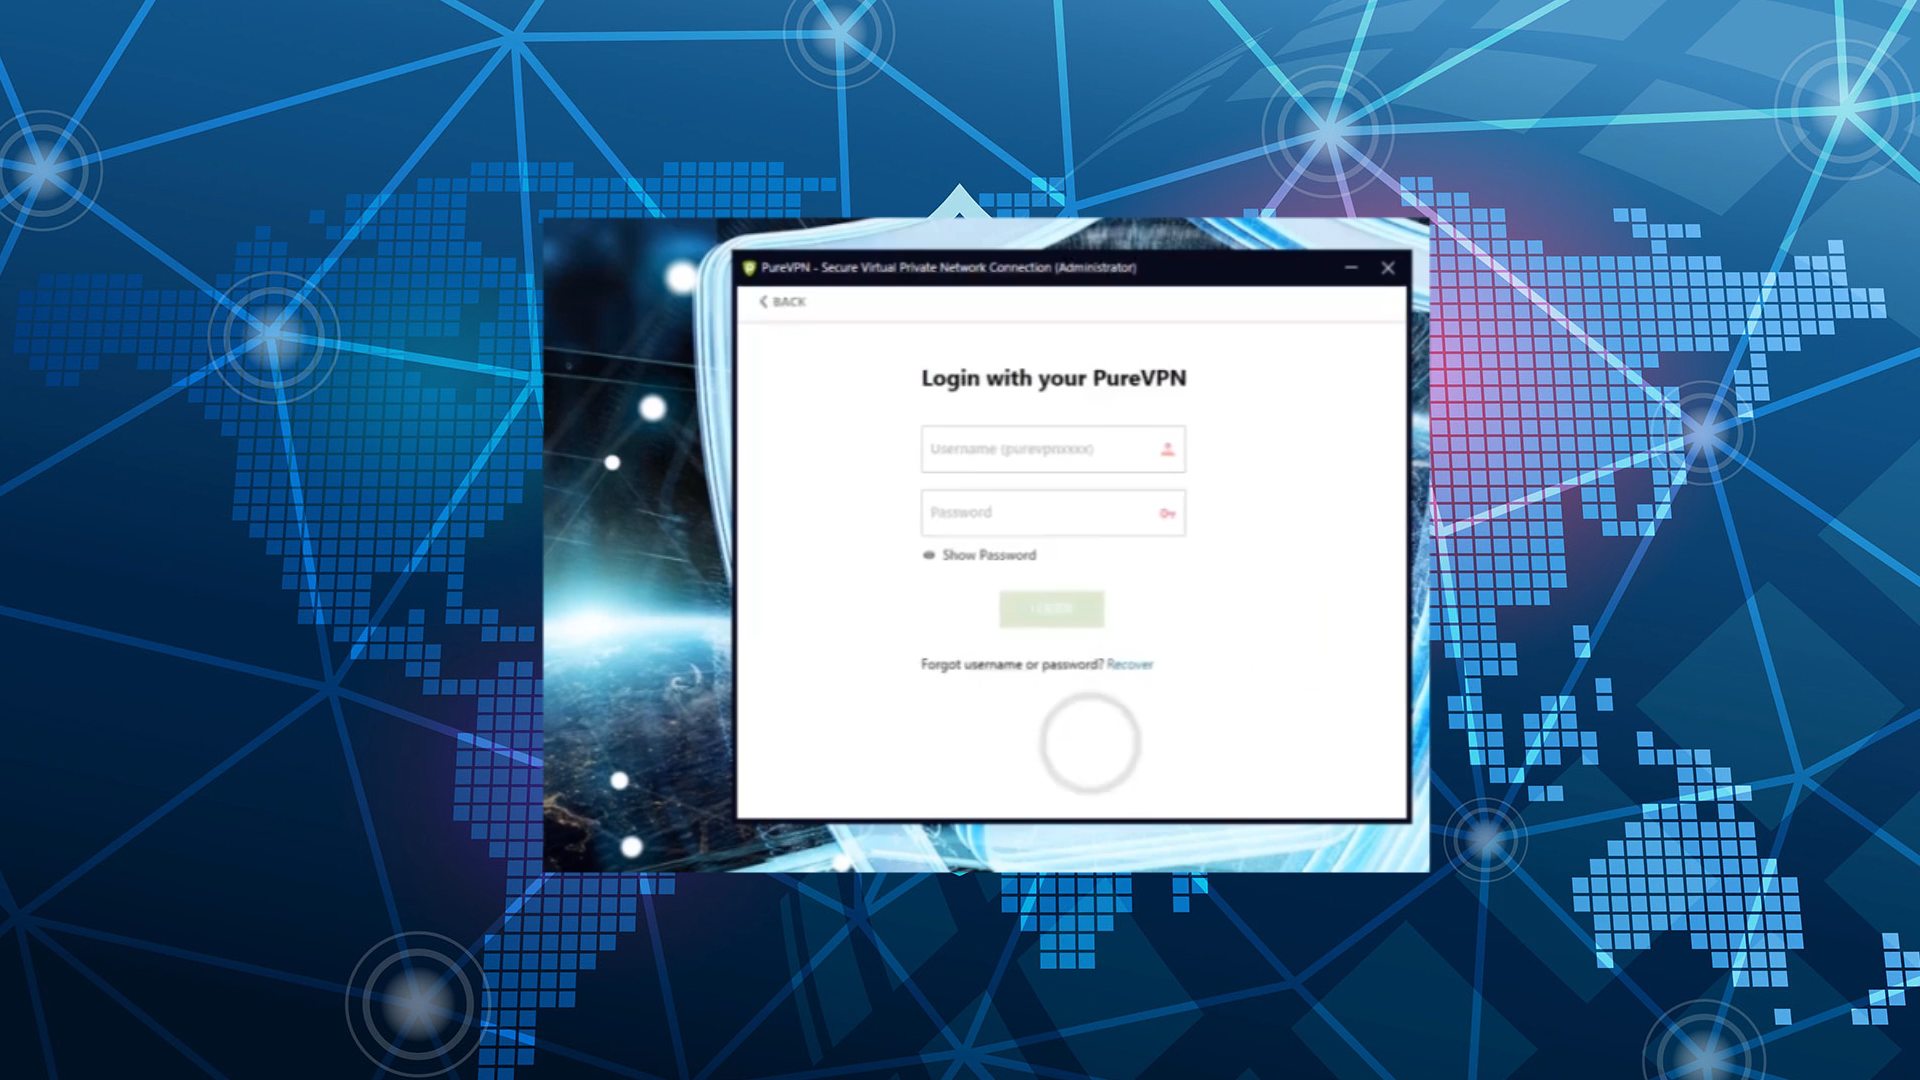 PureVPN - Secure Virtual Private Network Connection (Administrator)
BACK
Login with your PureVPN
Username (purevpnxxxx)
Password
Show Password
Forgot username or password? Recover